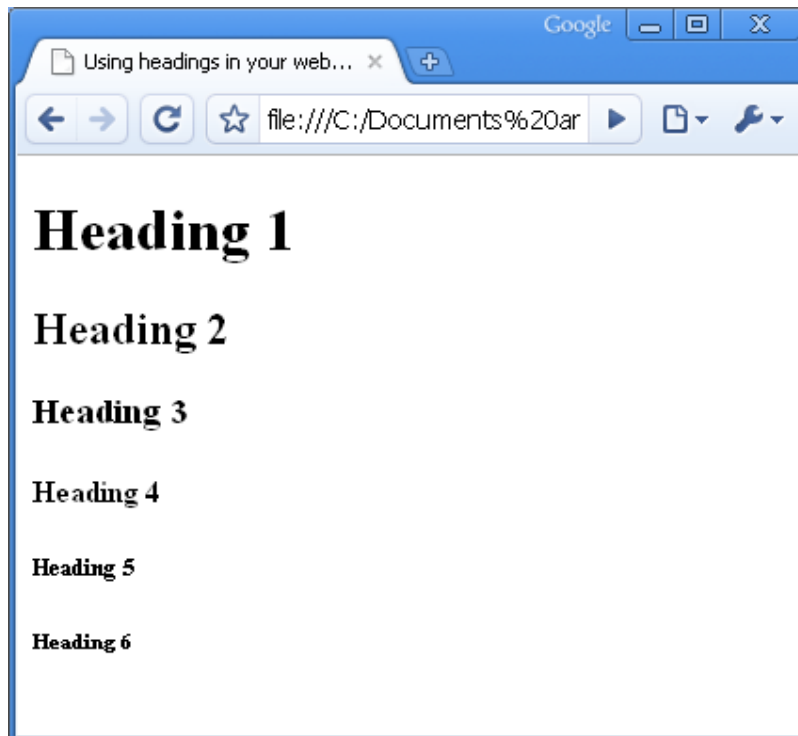 Google
Using headings in your web...
file:///C:/Documents%20ar
Heading 1
Heading 2
Heading 3
Heading 4
Heading 5
Heading 6